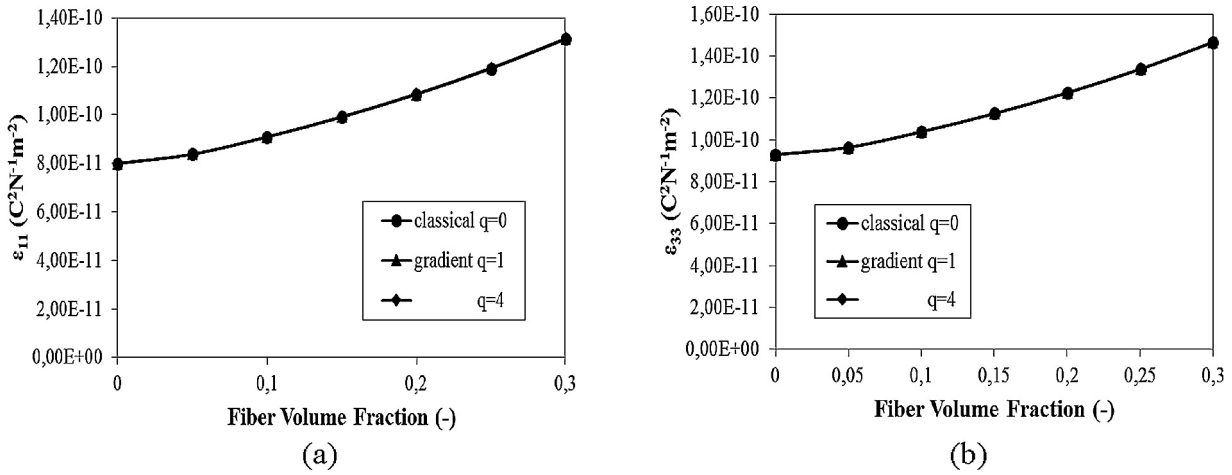 1,40E-10
1,20E-10
1,00E-10
8,00E-11
6,00E-11
4,00E-11
2,00E-11
0,00E+00
ε₁₁ (C²N⁻¹m⁻²)
classical q=0
gradient q=1
q=4
0 0,1 0,2 0,3
Fiber Volume Fraction (-)
(a)
1,60E-10
1,40E-10
1,20E-10
1,00E-10
8,00E-11
6,00E-11
4,00E-11
2,00E-11
0,00E+00
ε₃₃ (C²N⁻¹m⁻²)
classical q=0
gradient q=1
q=4
0 0,05 0,1 0,15 0,2 0,25 0,3
Fiber Volume Fraction (-)
(b)